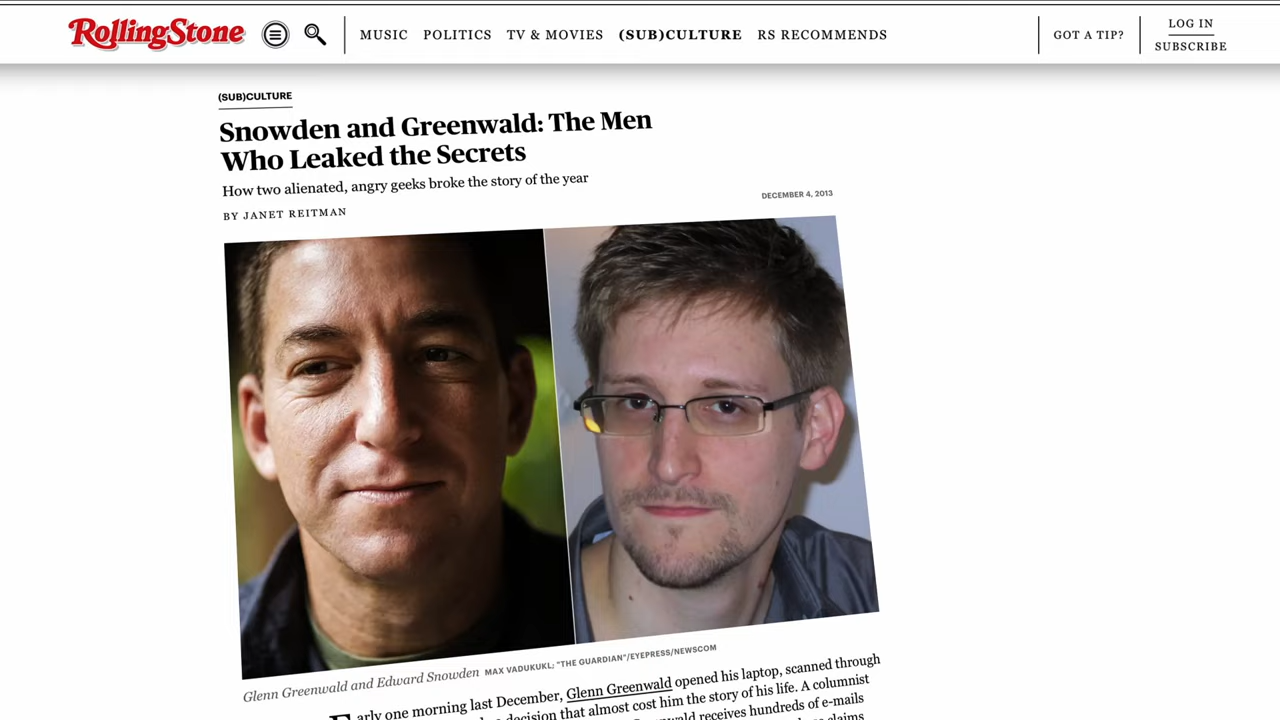 RollingStone
MUSIC POLITICS TV & MOVIES (SUB)CULTURE RS RECOMMENDS
GOT A TIP?
LOG IN
SUBSCRIBE
(SUB)CULTURE
Snowden and Greenwald: The Men
Who Leaked the Secrets
How two alienated, angry geeks broke the story of the year
BY JANET REITMAN
DECEMBER 4, 2013
Glenn Greenwald and Edward Snowden MAX VADUKUKL; "THE GUARDIAN"/EYEPRESS/NEWSCOM
Early one morning last December, Glenn Greenwald opened his laptop, scanned through
decision that almost cost him the story of his life. A columnist
receives hundreds of e-mails